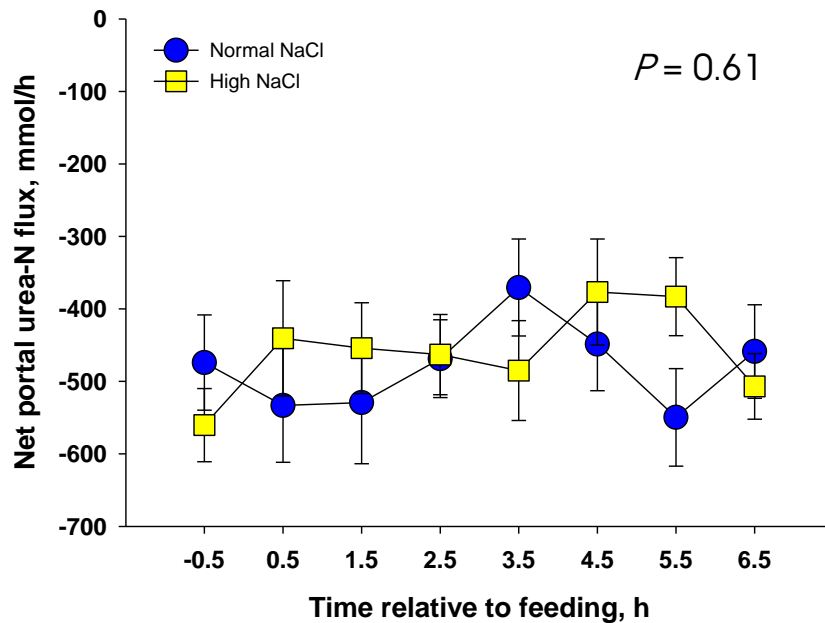 0
-100
-200
-300
-400
-500
-600
-700
Net portal urea-N flux, mmol/h
Normal NaCl
High NaCl
P = 0.61
-0.5 0.5 1.5 2.5 3.5 4.5 5.5 6.5
Time relative to feeding, h